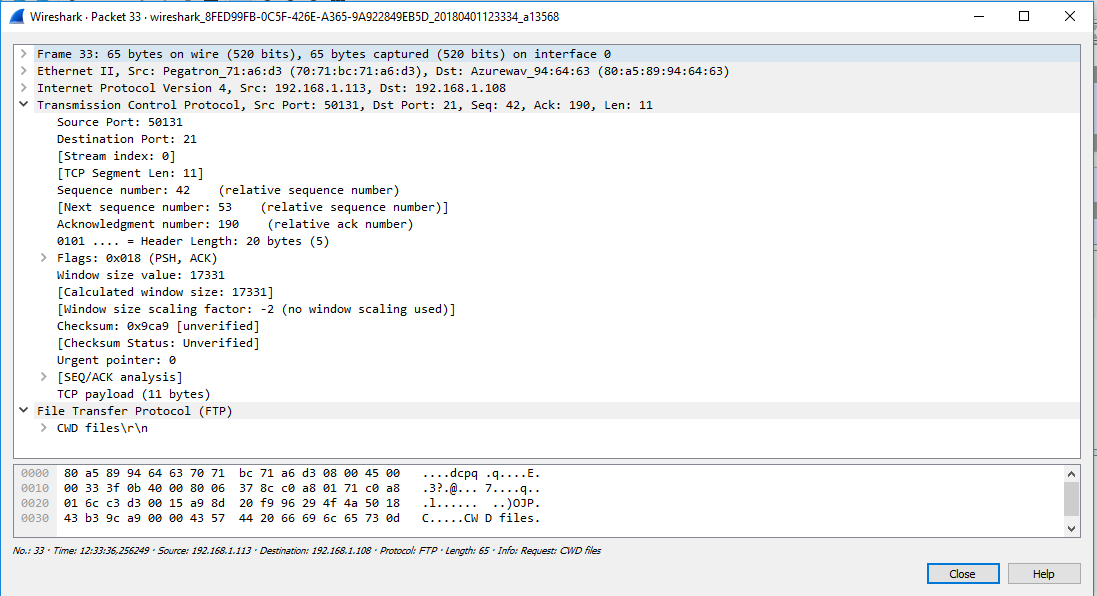 Wireshark · Packet 33 · wireshark_8FED99FB-0C5F-426E-A365-9A922849EB5D_20180401123334_a13568
Frame 33: 65 bytes on wire (520 bits), 65 bytes captured (520 bits) on interface 0
Ethernet II, Src: Pegatron_71:a6:d3 (70:71:bc:71:a6:d3), Dst: Azurewav_94:64:63 (80:a5:89:94:64:63)
Internet Protocol Version 4, Src: 192.168.1.113, Dst: 192.168.1.108
Transmission Control Protocol, Src Port: 50131, Dst Port: 21, Seq: 42, Ack: 190, Len: 11
Source Port: 50131
Destination Port: 21
[Stream index: 0]
[TCP Segment Len: 11]
Sequence number: 42    (relative sequence number)
[Next sequence number: 53    (relative sequence number)]
Acknowledgment number: 190    (relative ack number)
0101 .... = Header Length: 20 bytes (5)
Flags: 0x018 (PSH, ACK)
Window size value: 17331
[Calculated window size: 17331]
[Window size scaling factor: -2 (no window scaling used)]
Checksum: 0x9ca9 [unverified]
[Checksum Status: Unverified]
Urgent pointer: 0
[SEQ/ACK analysis]
TCP payload (11 bytes)
File Transfer Protocol (FTP)
CWD files\r\n
0000  80 a5 89 94 64 63 70 71  bc 71 a6 d3 08 00 45 00   ....dcpq .q....E.
0010  00 33 3f 0b 40 00 80 06  37 8c c0 a8 01 71 c0 a8   .3?.@... 7....q..
0020  01 6c c3 d3 00 15 a9 8d  20 f9 96 29 4f 4a 50 18   .l...... ..)OJP.
0030  43 b3 9c a9 00 00 43 57  44 20 66 69 6c 65 73 0d   C.....CW D files.
No.: 33 · Time: 12:33:36,256249 · Source: 192.168.1.113 · Destination: 192.168.1.108 · Protocol: FTP · Length: 65 · Info: Request: CWD files
Close Help